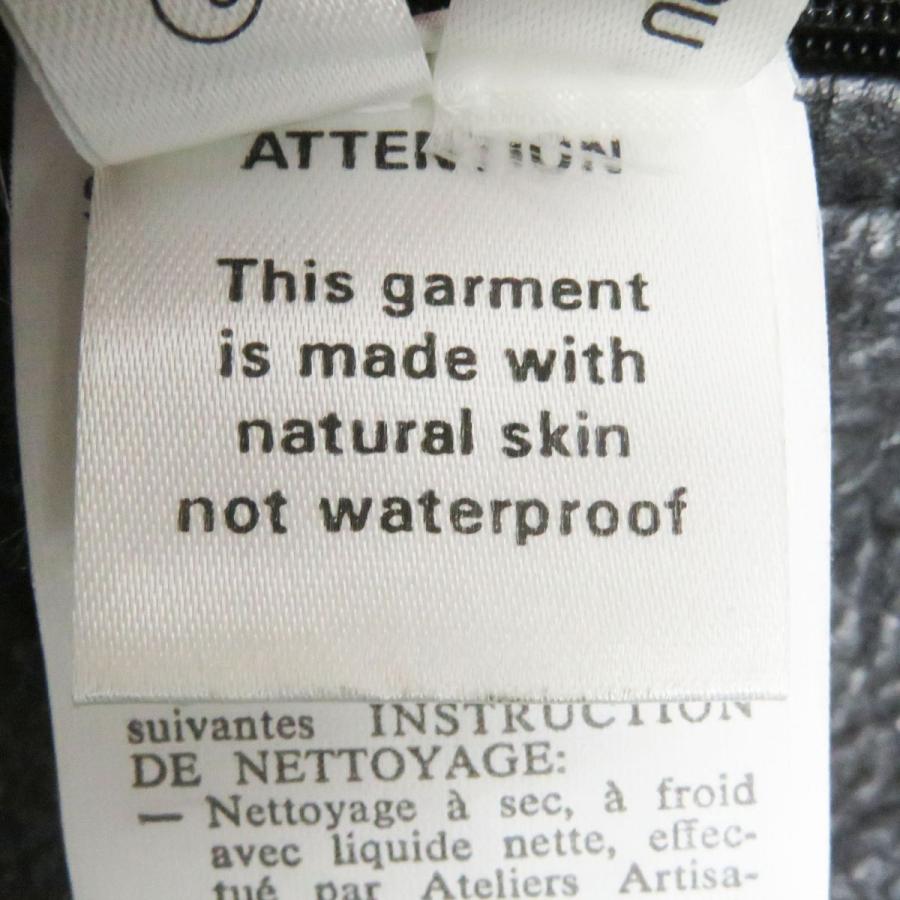 ATTENTION
This garment
is made with
natural skin
not waterproof
suivantes INSTRUCTION
DE NETTOYAGE:
— Nettoyage à sec, à froid
avec liquide nette, effec-
tué par Ateliers Artisa-